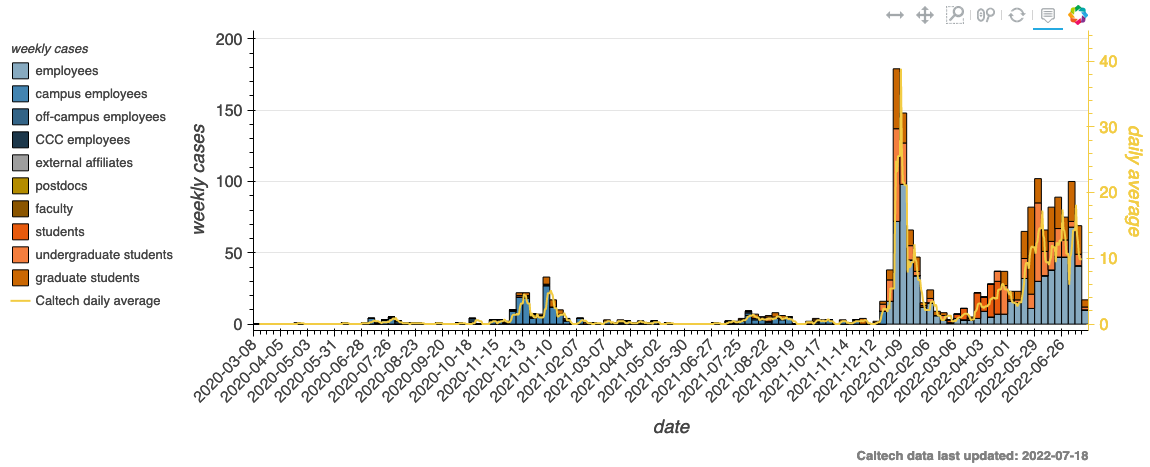 weekly cases
employees
campus employees
off-campus employees
CCC employees
external affiliates
postdocs
faculty
students
undergraduate students
graduate students
Caltech daily average
weekly cases
200
150
100
50
0
daily average
40
30
20
10
0
2020-03-08
2020-04-05
2020-05-03
2020-05-31
2020-06-28
2020-07-26
2020-08-23
2020-09-20
2020-10-18
2020-11-15
2020-12-13
2021-01-10
2021-02-07
2021-03-07
2021-04-04
2021-05-02
2021-05-30
2021-06-27
2021-07-25
2021-08-22
2021-09-19
2021-10-17
2021-11-14
2021-12-12
2022-01-09
2022-02-06
2022-03-06
2022-04-03
2022-05-01
2022-05-29
2022-06-26
date
Caltech data last updated: 2022-07-18